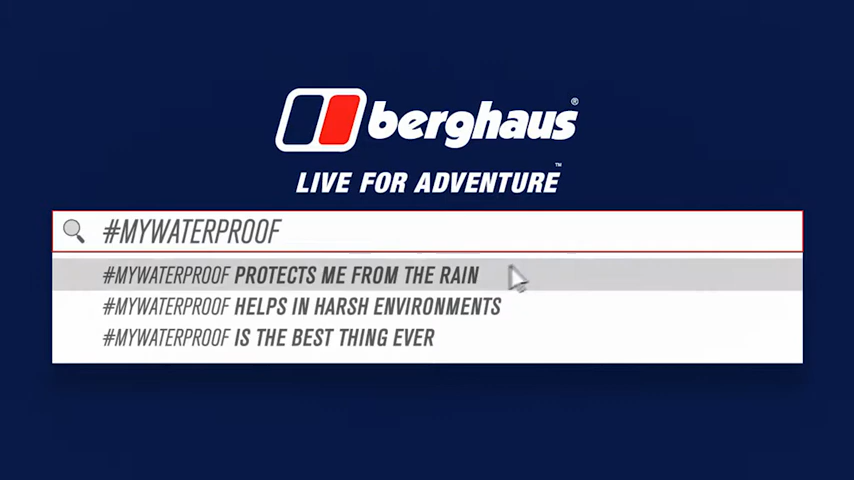 berghaus®
LIVE FOR ADVENTURE™
#MYWATERPROOF
#MYWATERPROOF PROTECTS ME FROM THE RAIN
#MYWATERPROOF HELPS IN HARSH ENVIRONMENTS
#MYWATERPROOF IS THE BEST THING EVER